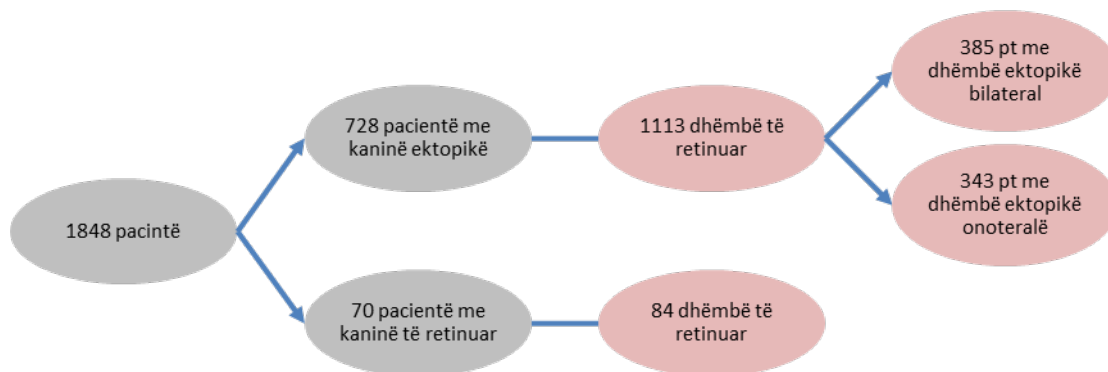 1848 pacintë
728 pacientë me
kaninë ektopikë
1113 dhëmbë të
retinuar
385 pt me
dhëmbë ektopikë
bilateral
343 pt me
dhëmbë ektopikë
onoteralë
70 pacientë me
kaninë të retinuar
84 dhëmbë të
retinuar